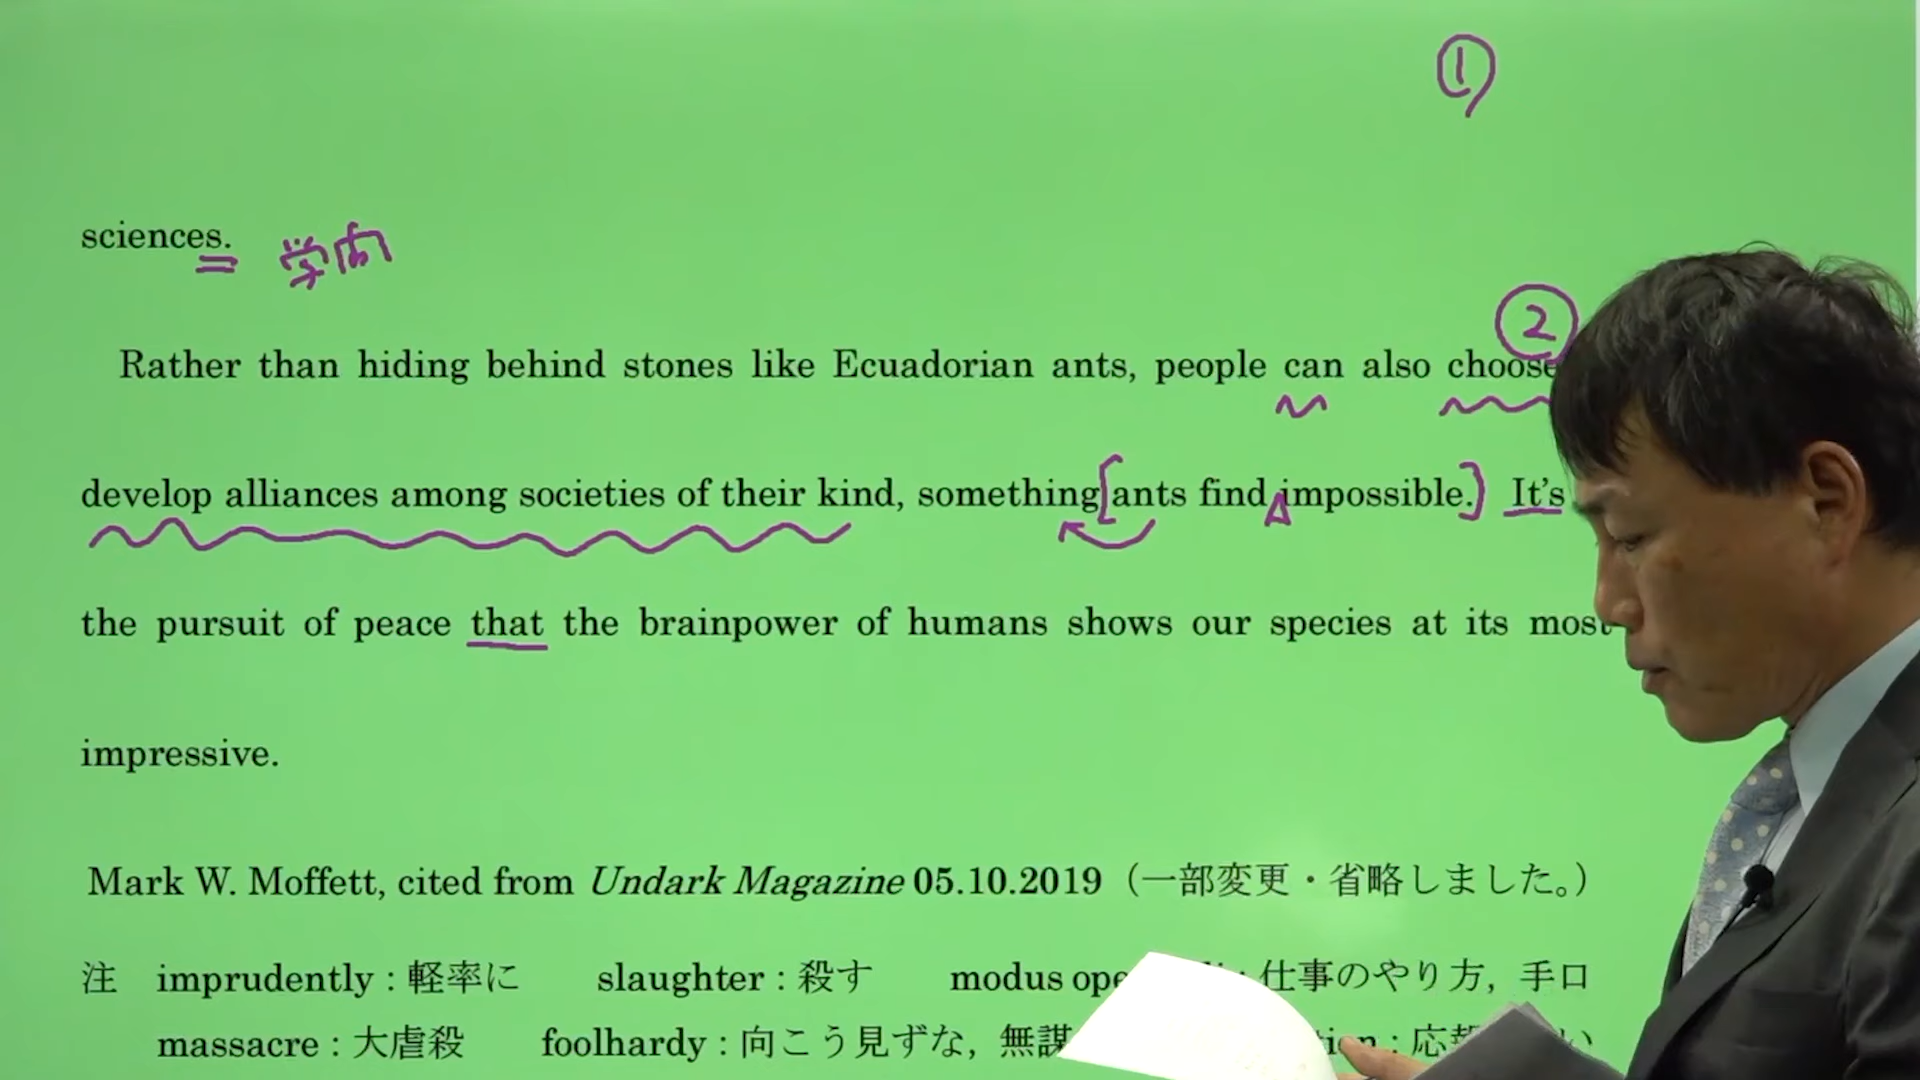 ①
sciences. 学問
②
Rather than hiding behind stones like Ecuadorian ants, people can also choose
develop alliances among societies of their kind, something [ants find impossible.] It's
the pursuit of peace that the brainpower of humans shows our species at its most
impressive.
Mark W. Moffett, cited from Undark Magazine 05.10.2019（一部変更・省略しました。）
注 imprudently : 軽率に slaughter : 殺す modus : 仕事のやり方, 手口
massacre : 大虐殺 foolhardy : 向こう見ずな, 無謀